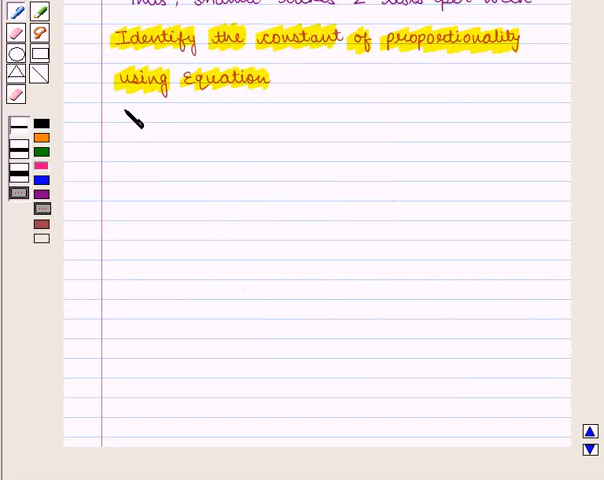 Identify the constant of proportionality
using Equation